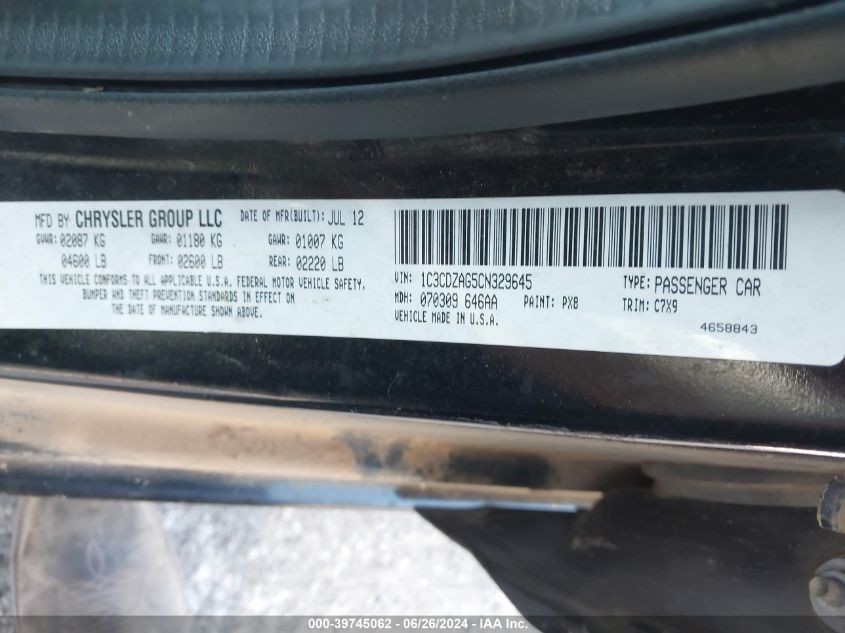 MFD BY CHRYSLER GROUP LLC DATE OF MFR(BUILT): JUL 12
GVWR: 02087 KG GAWR: 01180 KG GAWR: 01007 KG
04600 LB FRONT: 02600 LB REAR: 02220 LB
THIS VEHICLE CONFORMS TO ALL APPLICABLE U.S.A. FEDERAL MOTOR VEHICLE SAFETY,
BUMPER AND THEFT PREVENTION STANDARDS IN EFFECT ON
THE DATE OF MANUFACTURE SHOWN ABOVE.
VIN: 1C3CDZAG5CN329645 TYPE: PASSENGER CAR
MDH: 070309 646AA PAINT: PX8 TRIM: C7X9
VEHICLE MADE IN U.S.A.
4658843
000-39745062 / 06/26/2024 - IAA Inc.